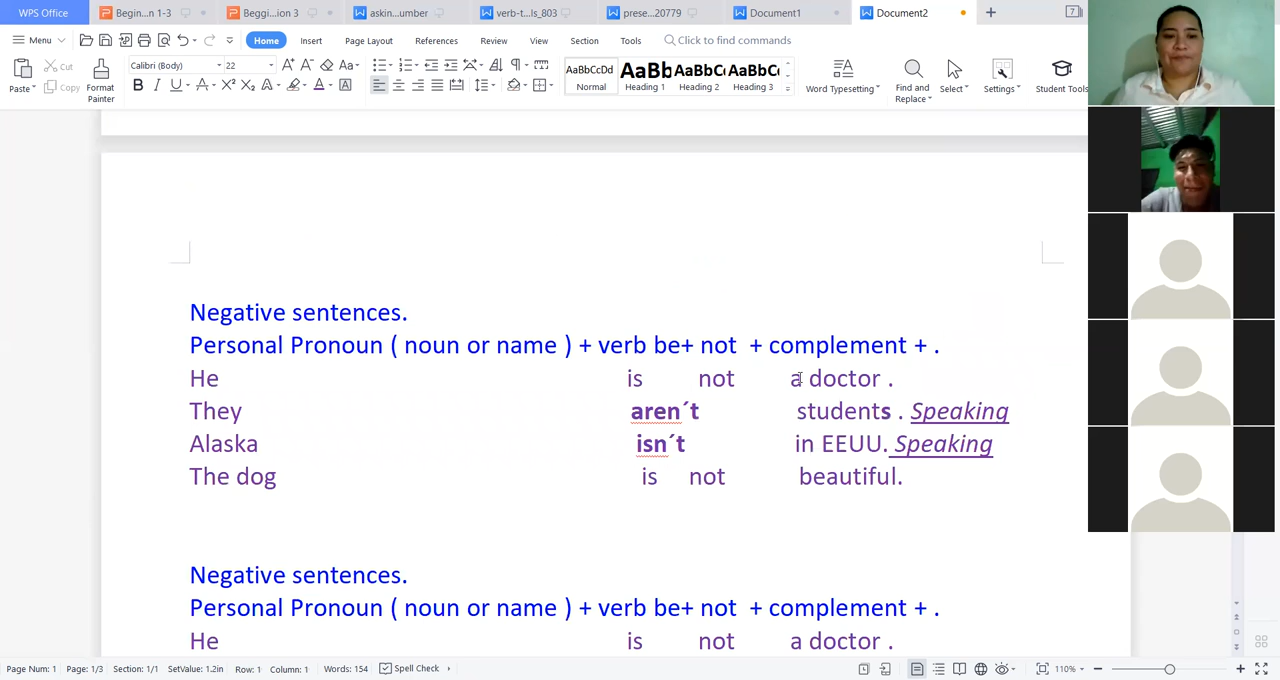 WPS Office Begin...n 1-3 Beggi...ion 3 askin...umber verb-t...ls_803 prese...20779 Document1 Document2 7
Menu Home Insert Page Layout References Review View Section Tools Click to find commands
Paste Cut Copy Format Painter Calibri (Body) 22 AaBbCcDd Normal AaBb Heading 1 AaBbC Heading 2 AaBbC Heading 3 Word Typesetting Find and Replace Select Settings Student Tools
Negative sentences.
Personal Pronoun ( noun or name ) + verb be+ not + complement + .
He is not a doctor .
They aren´t students . Speaking
Alaska isn´t in EEUU. Speaking
The dog is not beautiful.
Negative sentences.
Personal Pronoun ( noun or name ) + verb be+ not + complement + .
He is not a doctor .
Page Num: 1 Page: 1/3 Section: 1/1 SetValue: 1.2in Row: 1 Column: 1 Words: 154 Spell Check 110%